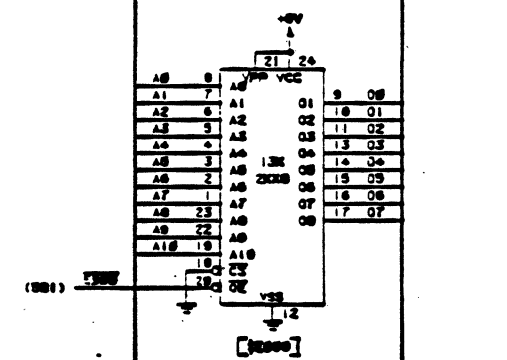 +5V
21 24
VPP VCC
A0 8 A0
A1 7 A1 O1 9 O0
A2 6 A2 O2 10 O1
A3 5 A3 O3 11 O2
A4 4 A4 O4 13 O3
A5 3 A5 O5 14 O4
A6 2 A6 O6 15 O5
A7 1 A7 O7 16 O6
A8 23 A8 O8 17 O7
A9 22 A9
A10 19 A10
18 CS
(5B1) 20 OE
VSS
12